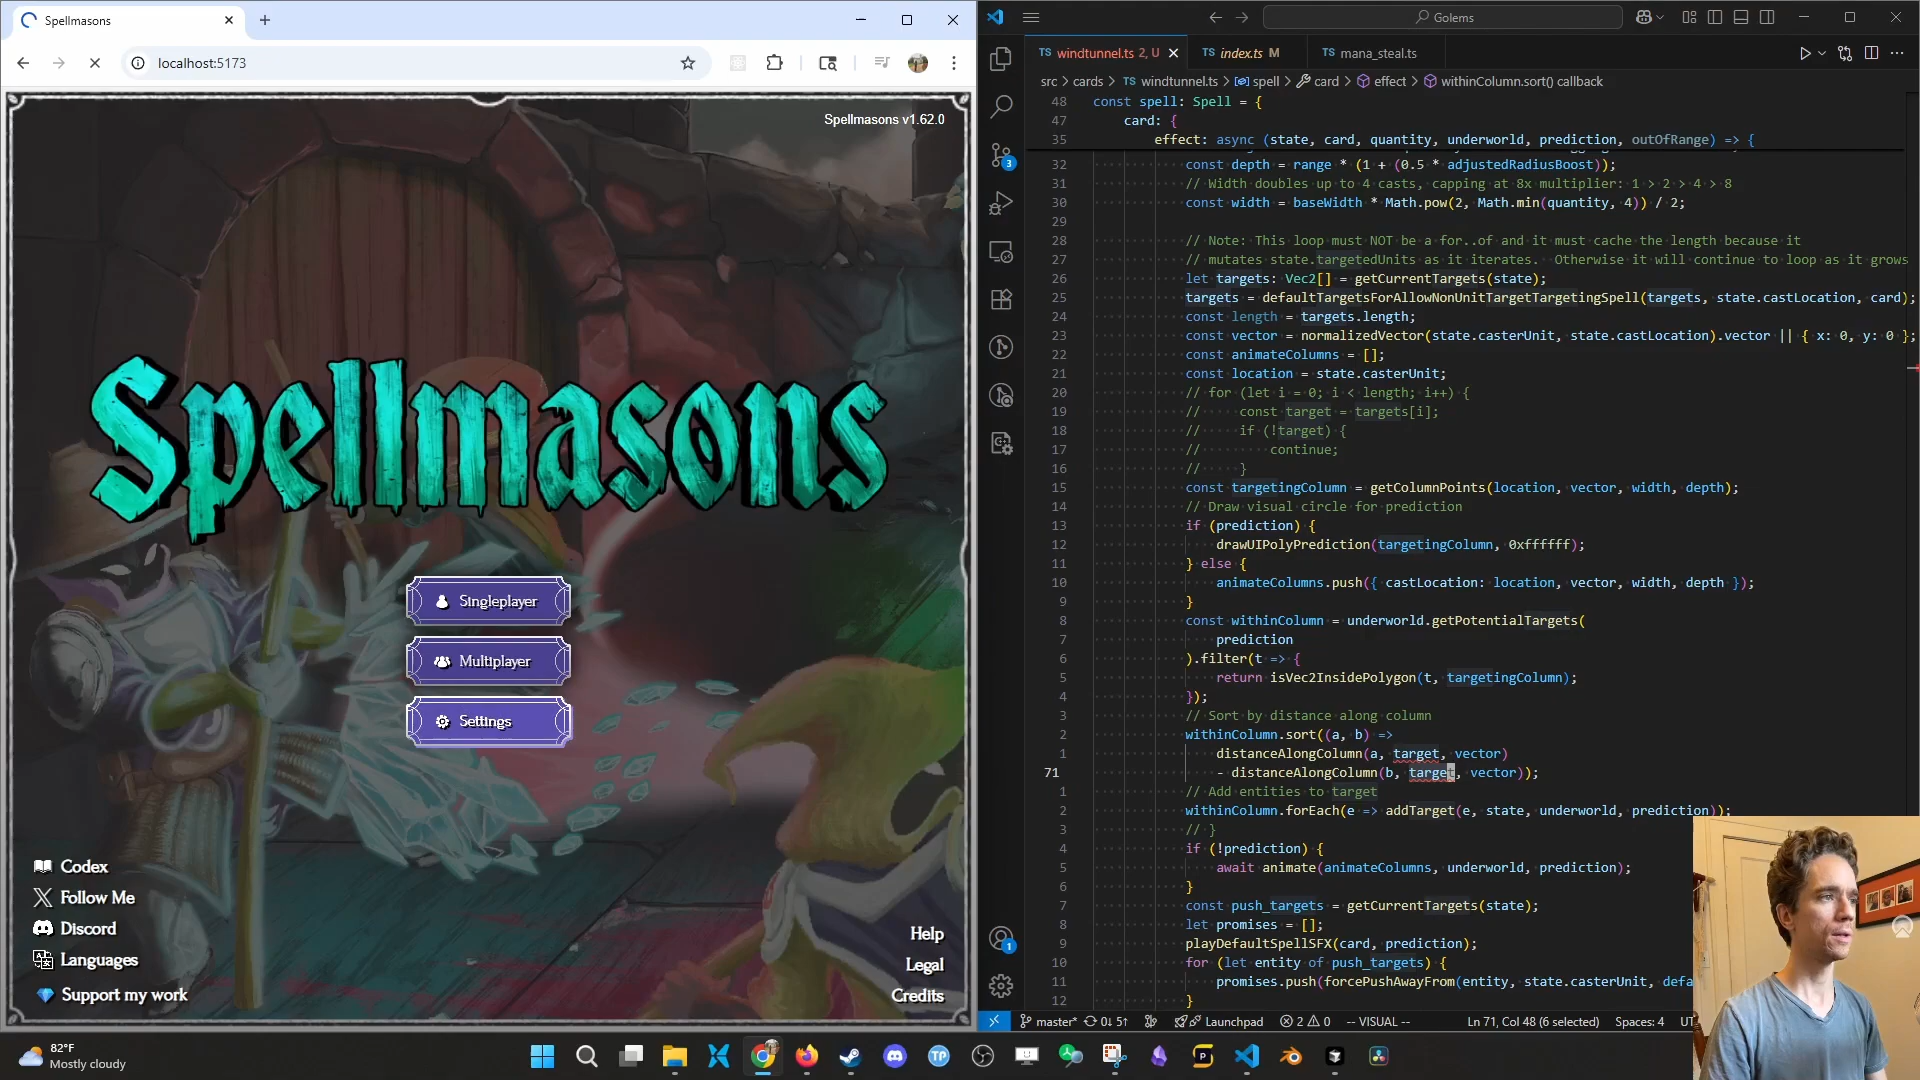 Spellmasons
localhost:5173
Spellmasons v1.62.0
Spellmasons
Singleplayer
Multiplayer
Settings
Codex
Follow Me
Discord
Languages
Support my work
Help
Legal
Credits
Golems
TS windtunnel.ts 2, U
TS index.ts M
TS mana_steal.ts
src > cards > TS windtunnel.ts > spell > card > effect > withinColumn.sort() callback
48 const spell: Spell = {
47 card: {
35 effect: async (state, card, quantity, underworld, prediction, outOfRange) => {
32 const depth = range * (1 + (0.5 * adjustedRadiusBoost));
31 // Width doubles up to 4 casts, capping at 8x multiplier: 1 > 2 > 4 > 8
30 const width = baseWidth * Math.pow(2, Math.min(quantity, 4)) / 2;
29
28 // Note: This loop must NOT be a for..of and it must cache the length because it
27 // mutates state.targetedUnits as it iterates. Otherwise it will continue to loop as it grows
26 let targets: Vec2[] = getCurrentTargets(state);
25 targets = defaultTargetsForAllowNonUnitTargetTargetingSpell(targets, state.castLocation, card);
24 const length = targets.length;
23 const vector = normalizedVector(state.casterUnit, state.castLocation).vector || { x: 0, y: 0 };
22 const animateColumns = [];
21 const location = state.casterUnit;
20 // for (let i = 0; i < length; i++) {
19 // const target = targets[i];
18 // if (!target) {
17 // continue;
16 // }
15 const targetingColumn = getColumnPoints(location, vector, width, depth);
14 // Draw visual circle for prediction
13 if (prediction) {
12 drawUIPolyPrediction(targetingColumn, 0xffffff);
11 } else {
10 animateColumns.push({ castLocation: location, vector, width, depth });
9 }
8 const withinColumn = underworld.getPotentialTargets(
7 prediction
6 ).filter(t => {
5 return isVec2InsidePolygon(t, targetingColumn);
4 });
3 // Sort by distance along column
2 withinColumn.sort((a, b) =>
1 distanceAlongColumn(a, target, vector)
71 - distanceAlongColumn(b, target, vector));
1 // Add entities to target
2 withinColumn.forEach(e => addTarget(e, state, underworld, prediction));
3 // }
4 if (!prediction) {
5 await animate(animateColumns, underworld, prediction);
6 }
7 const push_targets = getCurrentTargets(state);
8 let promises = [];
9 playDefaultSpellSFX(card, prediction);
10 for (let entity of push_targets) {
11 promises.push(forcePushAwayFrom(entity, state.casterUnit, defa
12 }
3
1
master* 0↓ 5↑ Launchpad 2 0 -- VISUAL -- Ln 71, Col 48 (6 selected) Spaces: 4 UT
82°F
Mostly cloudy
TP
P